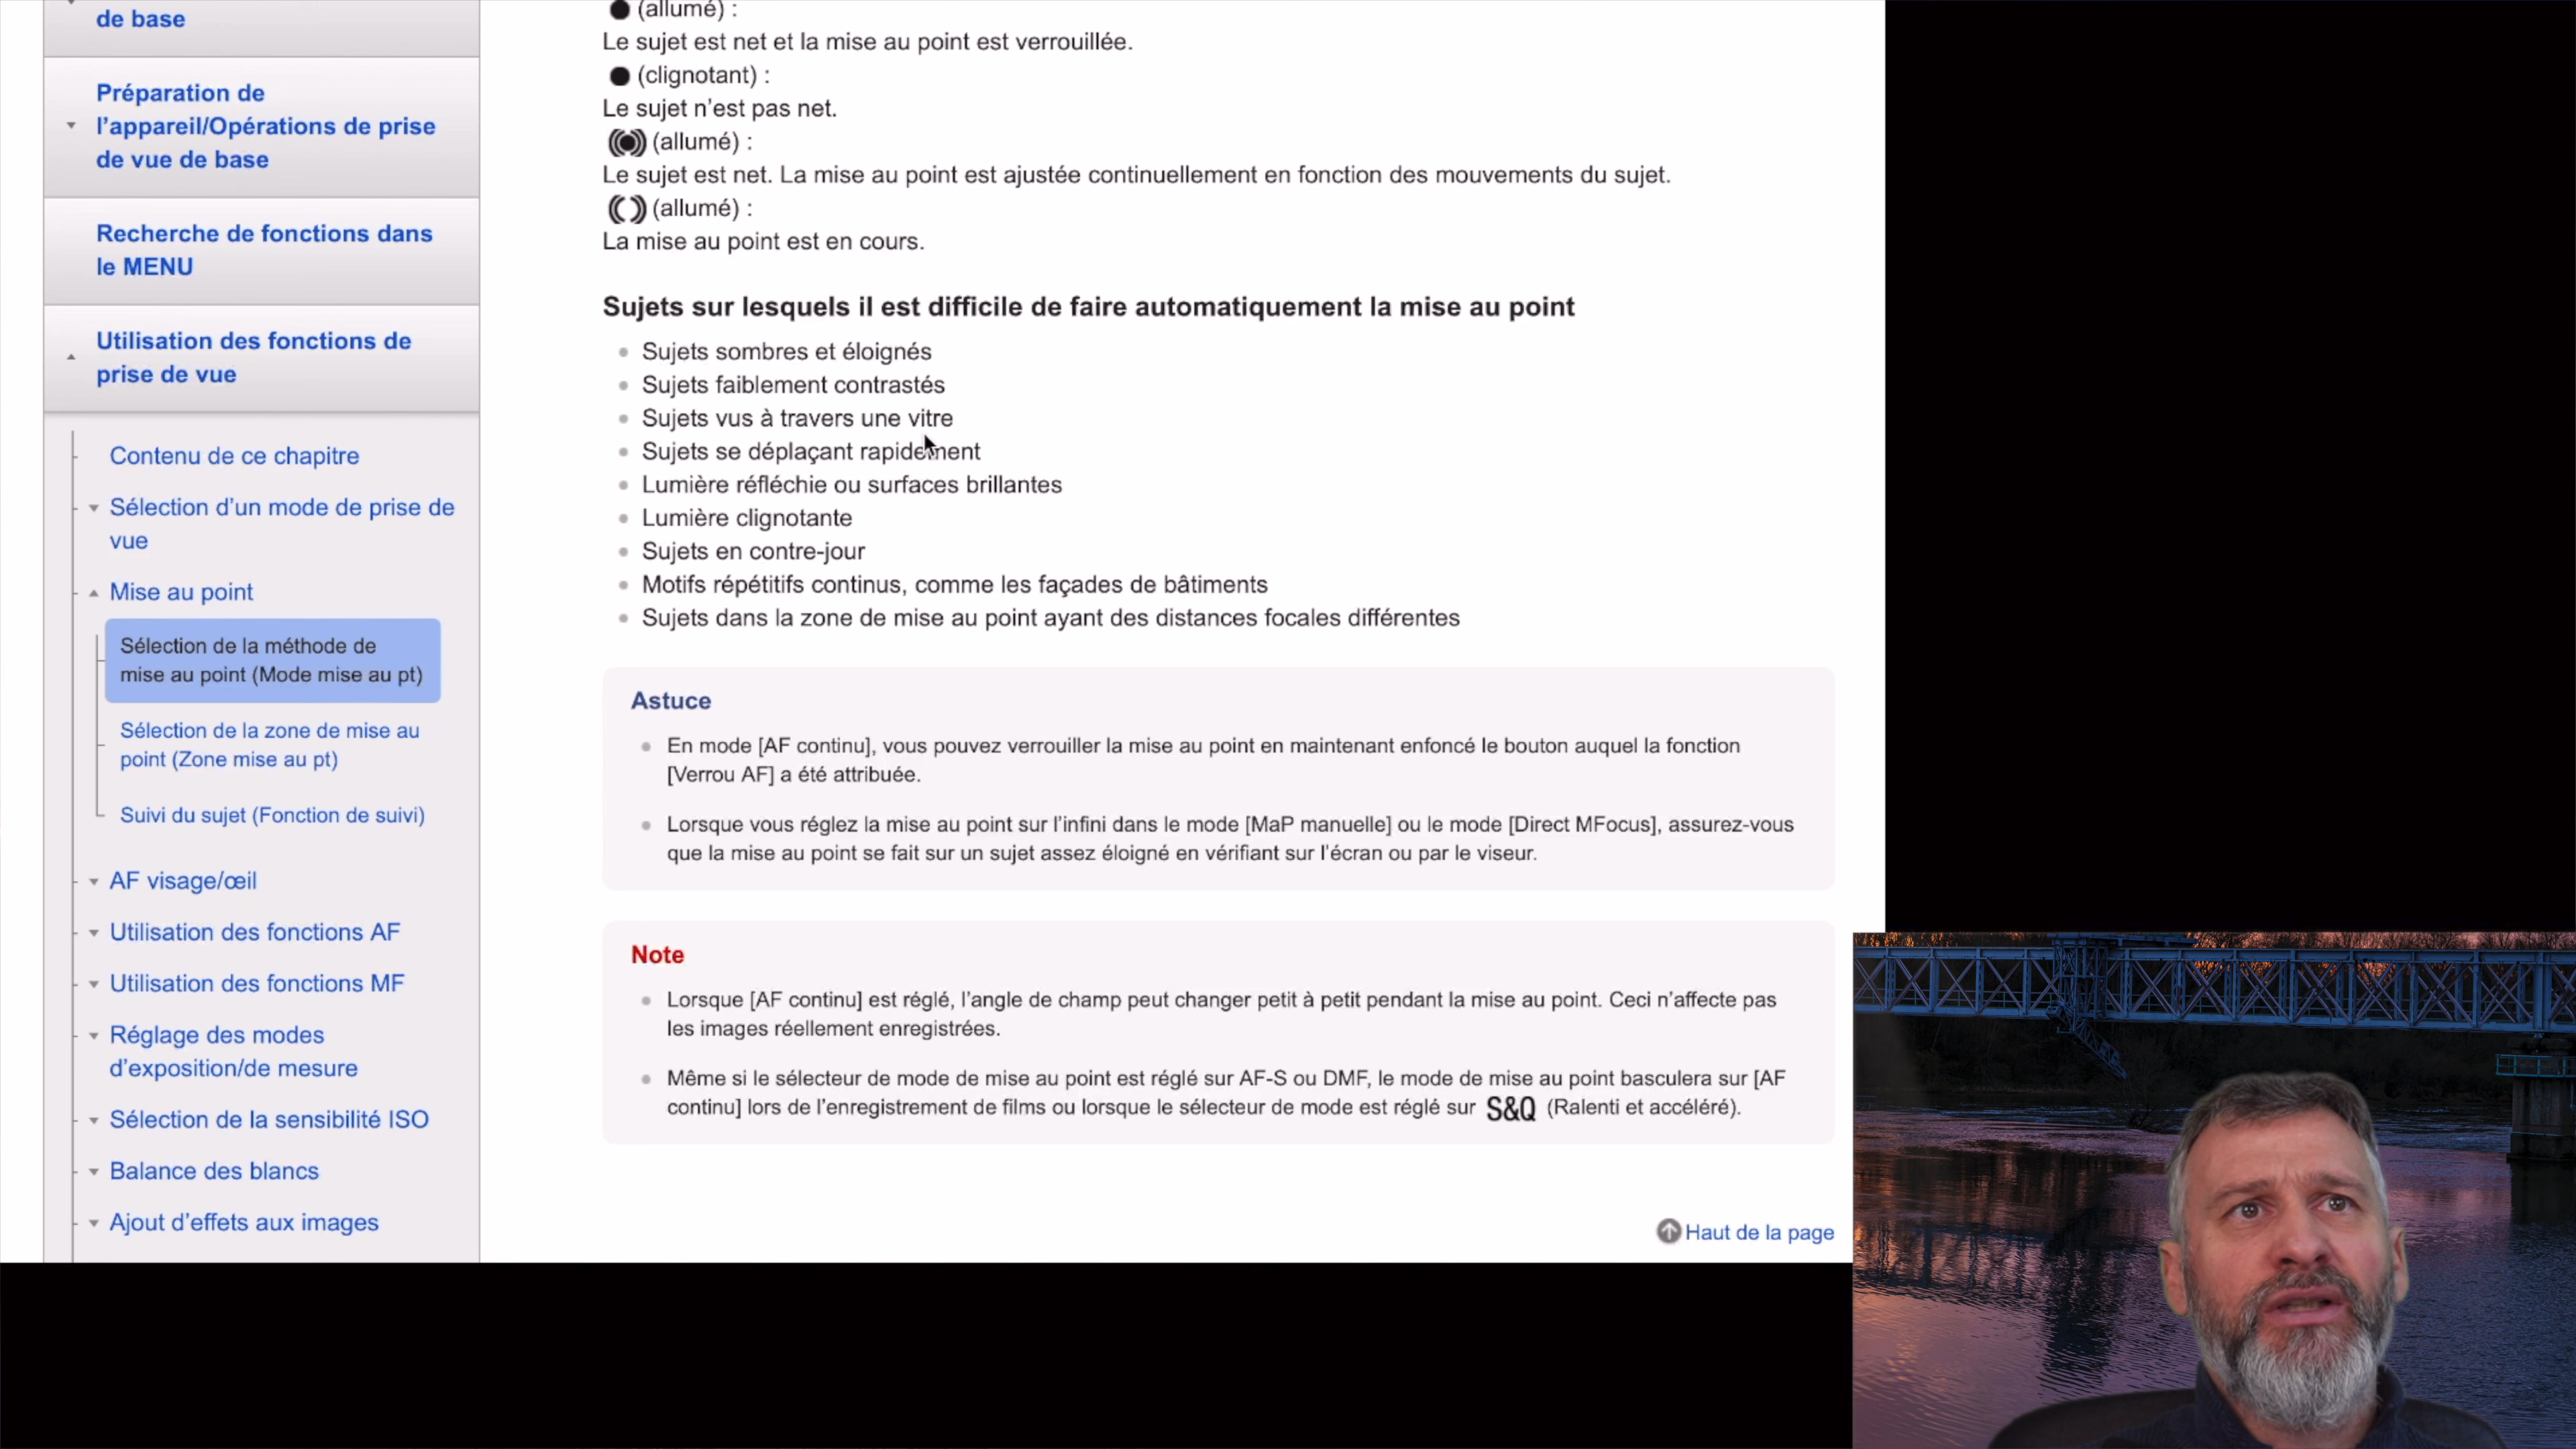 de base
Préparation de
l'appareil/Opérations de prise
de vue de base
Recherche de fonctions dans
le MENU
Utilisation des fonctions de
prise de vue
Contenu de ce chapitre
Sélection d'un mode de prise de
vue
Mise au point
Sélection de la méthode de
mise au point (Mode mise au pt)
Sélection de la zone de mise au
point (Zone mise au pt)
Suivi du sujet (Fonction de suivi)
AF visage/œil
Utilisation des fonctions AF
Utilisation des fonctions MF
Réglage des modes
d'exposition/de mesure
Sélection de la sensibilité ISO
Balance des blancs
Ajout d'effets aux images
(allumé) :
Le sujet est net et la mise au point est verrouillée.
(clignotant) :
Le sujet n'est pas net.
(allumé) :
Le sujet est net. La mise au point est ajustée continuellement en fonction des mouvements du sujet.
(allumé) :
La mise au point est en cours.
Sujets sur lesquels il est difficile de faire automatiquement la mise au point
Sujets sombres et éloignés
Sujets faiblement contrastés
Sujets vus à travers une vitre
Sujets se déplaçant rapidement
Lumière réfléchie ou surfaces brillantes
Lumière clignotante
Sujets en contre-jour
Motifs répétitifs continus, comme les façades de bâtiments
Sujets dans la zone de mise au point ayant des distances focales différentes
Astuce
En mode [AF continu], vous pouvez verrouiller la mise au point en maintenant enfoncé le bouton auquel la fonction
[Verrou AF] a été attribuée.
Lorsque vous réglez la mise au point sur l'infini dans le mode [MaP manuelle] ou le mode [Direct MFocus], assurez-vous
que la mise au point se fait sur un sujet assez éloigné en vérifiant sur l'écran ou par le viseur.
Note
Lorsque [AF continu] est réglé, l'angle de champ peut changer petit à petit pendant la mise au point. Ceci n'affecte pas
les images réellement enregistrées.
Même si le sélecteur de mode de mise au point est réglé sur AF-S ou DMF, le mode de mise au point basculera sur [AF
continu] lors de l'enregistrement de films ou lorsque le sélecteur de mode est réglé sur S&Q (Ralenti et accéléré).
Haut de la page